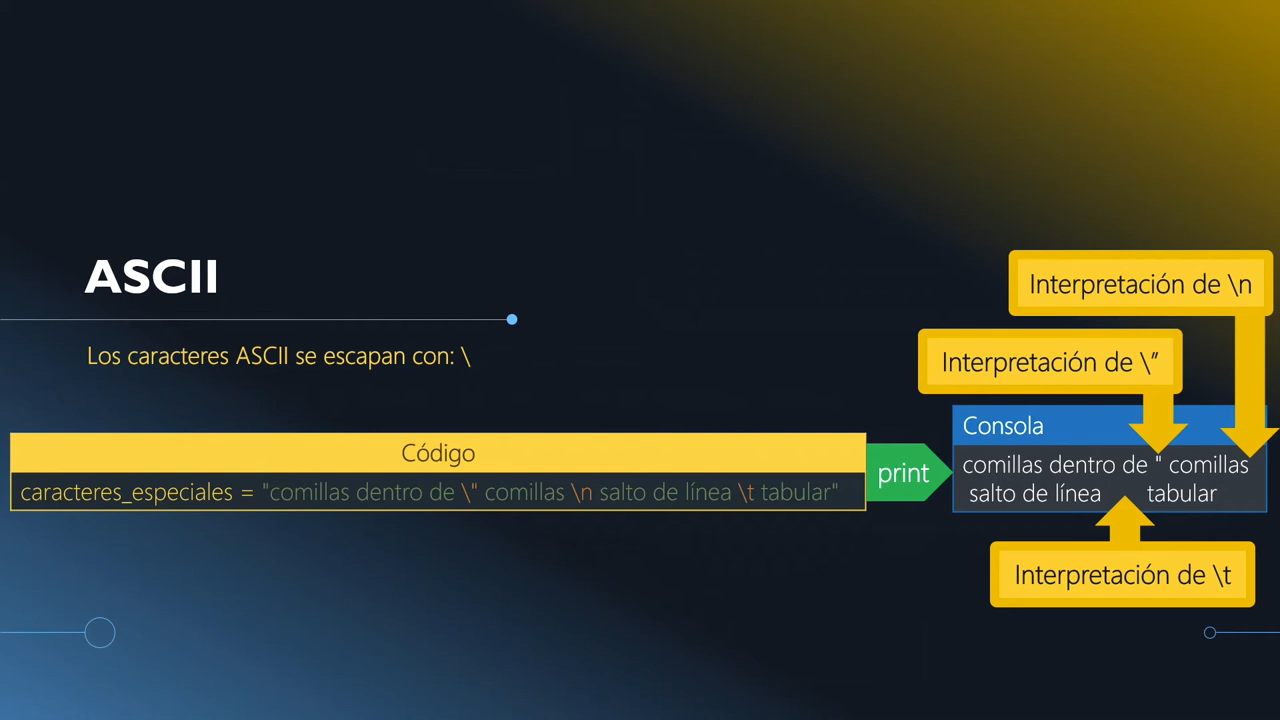 ASCII
Los caracteres ASCII se escapan con: \
Código
caracteres_especiales = "comillas dentro de \" comillas \n salto de línea \t tabular"
print
Interpretación de \n
Interpretación de \”
Consola
comillas dentro de " comillas
salto de línea tabular
Interpretación de \t